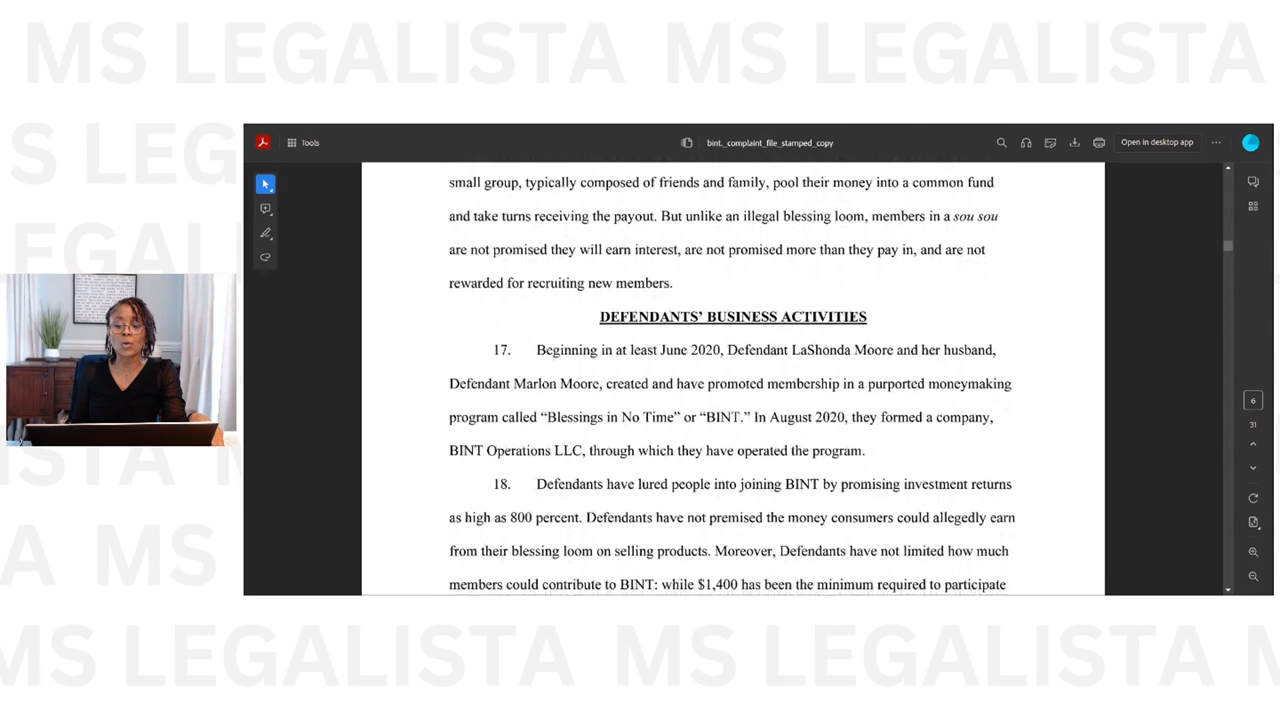 MS LEGALISTA MS LEGALISTA
S LEG
EGAL
ISTA
A MS
MS LEGALISTA MS LEGALISTA M
Tools
bint._complaint_file_stamped_copy
Open in desktop app
small group, typically composed of friends and family, pool their money into a common fund
and take turns receiving the payout. But unlike an illegal blessing loom, members in a sou sou
are not promised they will earn interest, are not promised more than they pay in, and are not
rewarded for recruiting new members.
DEFENDANTS’ BUSINESS ACTIVITIES
17. Beginning in at least June 2020, Defendant LaShonda Moore and her husband,
Defendant Marlon Moore, created and have promoted membership in a purported moneymaking
program called “Blessings in No Time” or “BINT.” In August 2020, they formed a company,
BINT Operations LLC, through which they have operated the program.
18. Defendants have lured people into joining BINT by promising investment returns
as high as 800 percent. Defendants have not premised the money consumers could allegedly earn
from their blessing loom on selling products. Moreover, Defendants have not limited how much
members could contribute to BINT: while $1,400 has been the minimum required to participate
6
31